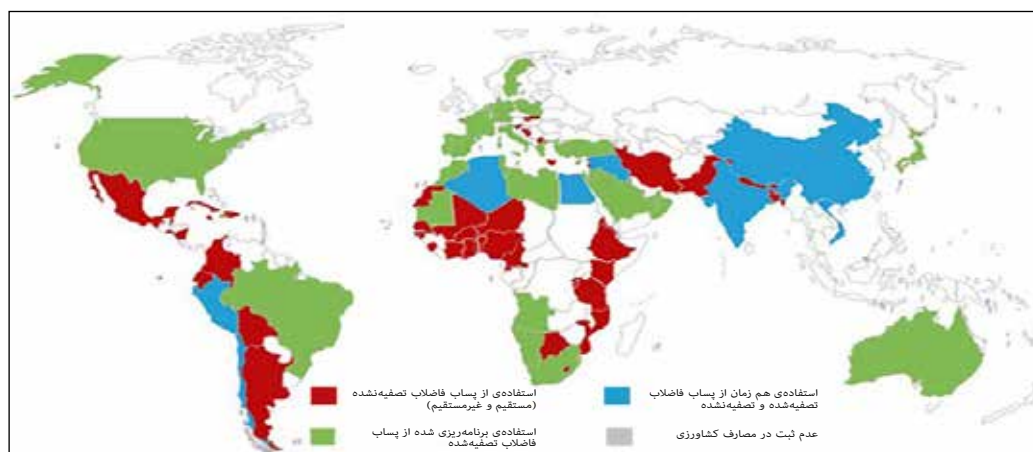 استفاده‌ی از پساب فاضلاب تصفیه‌نشده
(مستقیم و غیرمستقیم)
استفاده‌ی برنامه‌ریزی شده از پساب
فاضلاب تصفیه‌شده
استفاده‌ی هم زمان از پساب فاضلاب
تصفیه‌شده و تصفیه‌نشده
عدم ثبت در مصارف کشاورزی